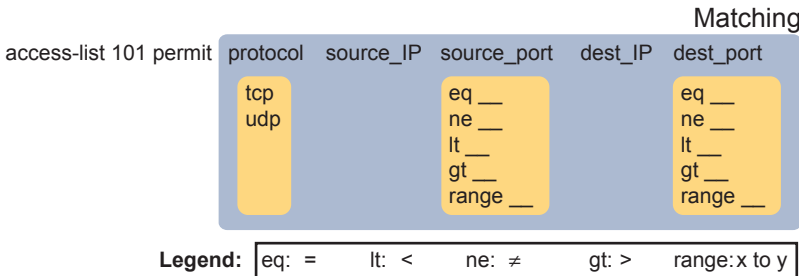 Matching
access-list 101 permit protocol source_IP source_port dest_IP dest_port
tcp eq __ eq __
udp ne __ ne __
lt __ lt __
gt __ gt __
range __ range __
Legend: eq: = lt: < ne: ≠ gt: > range:x to y